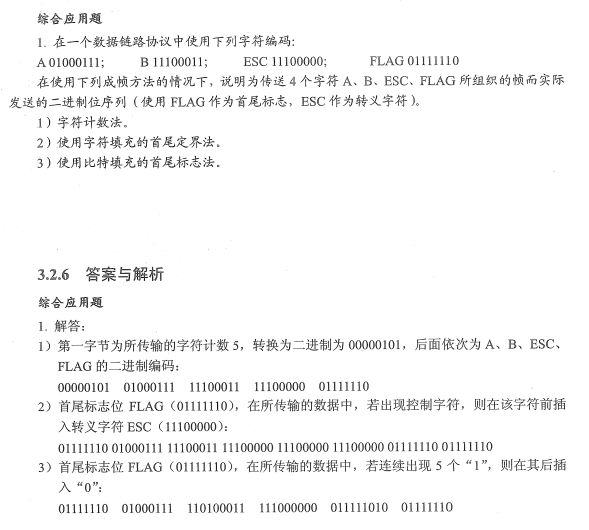 综合应用题
1. 在一个数据链路协议中使用下列字符编码:
A 01000111; B 11100011; ESC 11100000; FLAG 01111110
在使用下列成帧方法的情况下，说明为传送 4 个字符 A、B、ESC、FLAG 所组织的帧而实际
发送的二进制位序列（使用 FLAG 作为首尾标志，ESC 作为转义字符）。
1）字符计数法。
2）使用字符填充的首尾定界法。
3）使用比特填充的首尾标志法。
3.2.6 答案与解析
综合应用题
1. 解答：
1）第一字节为所传输的字符计数 5，转换为二进制为 00000101，后面依次为 A、B、ESC、
FLAG 的二进制编码：
00000101 01000111 11100011 11100000 01111110
2）首尾标志位 FLAG（01111110），在所传输的数据中，若出现控制字符，则在该字符前插
入转义字符 ESC（11100000）：
01111110 01000111 11100011 11100000 11100000 11100000 01111110 01111110
3）首尾标志位 FLAG（01111110），在所传输的数据中，若连续出现 5 个“1”，则在其后插
入“0”：
01111110 01000111 110100011 111000000 011111010 01111110